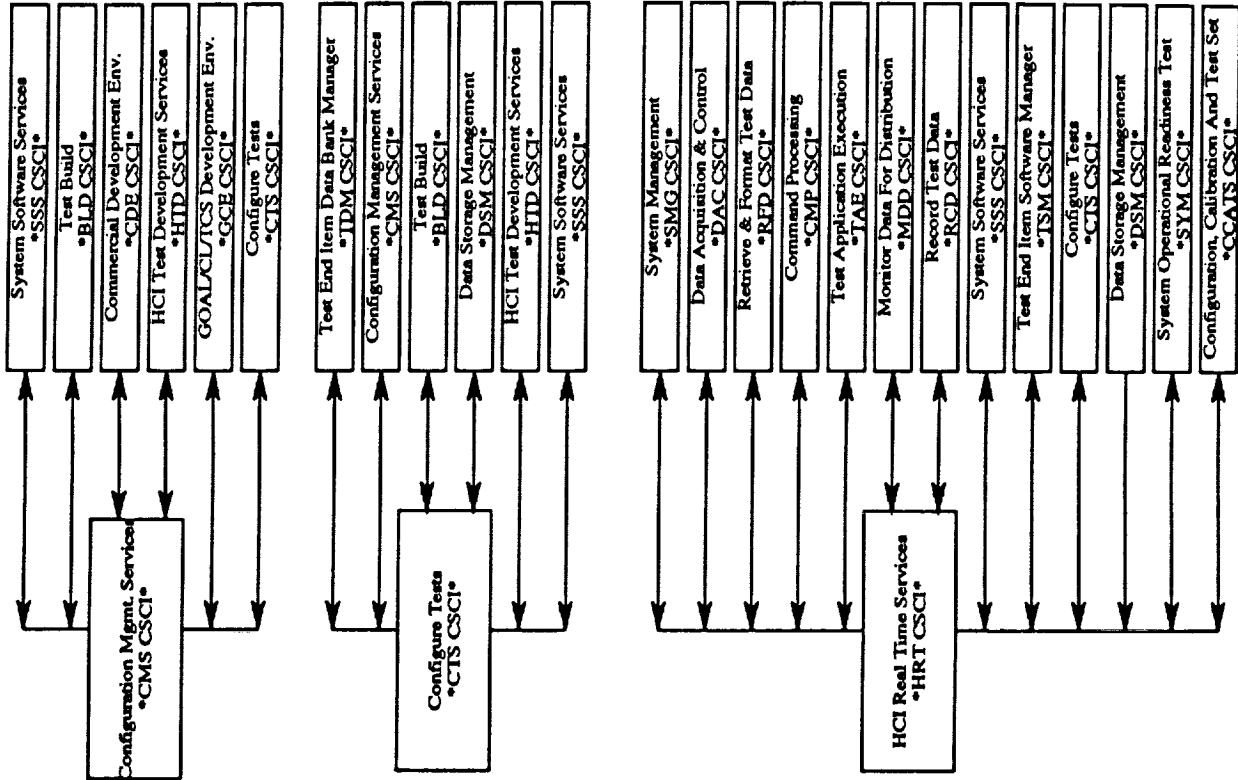 System Software Services
*SSS CSCI*
Test Build
*BLD CSCI*
Commercial Development Env.
*CDE CSCI*
HCI Test Development Services
*HTD CSCI*
GOAL/CL/TCS Development Env.
*GCE CSCI*
Configure Tests
*CTS CSCI*
Configuration Mgmt. Services
*CMS CSCI*
Test End Item Data Bank Manager
*TDM CSCI*
Configuration Management Services
*CMS CSCI*
Test Build
*BLD CSCI*
Data Storage Management
*DSM CSCI*
HCI Test Development Services
*HTD CSCI*
System Software Services
*SSS CSCI*
Configure Tests
*CTS CSCI*
System Management
*SMG CSCI*
Data Acquisition & Control
*DAC CSCI*
Retrieve & Format Test Data
*RFD CSCI*
Command Processing
*CMP CSCI*
Test Application Execution
*TAE CSCI*
Monitor Data For Distribution
*MDD CSCI*
Record Test Data
*RCD CSCI*
System Software Services
*SSS CSCI*
Test End Item Software Manager
*TSM CSCI*
Configure Tests
*CTS CSCI*
Data Storage Management
*DSM CSCI*
System Operational Readiness Test
*SYM CSCI*
Configuration, Calibration And Test Set
*CCATS CSCI*
HCI Real Time Services
*HRT CSCI*